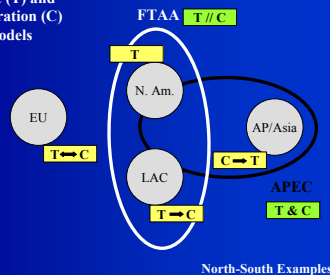 (T) and
ration (C)
odels
FTAA
T // C
T
N. Am.
EU
AP/Asia
T ↔ C
C → T
LAC
APEC
T → C
T & C
North-South Examples